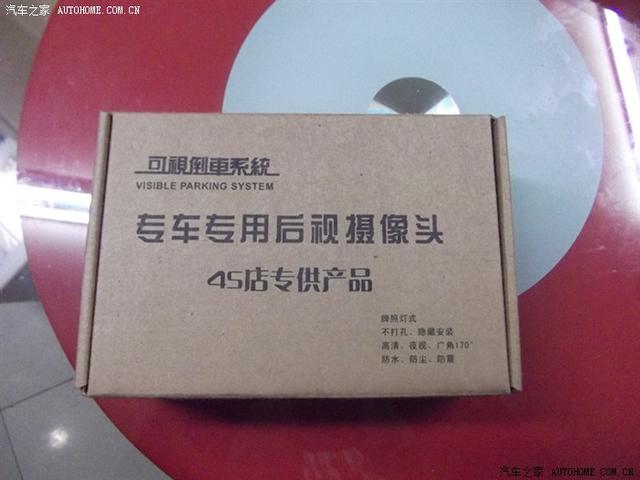 汽车之家 AUTOHOME.COM.CN
可視倒車系統
VISIBLE PARKING SYSTEM
专车专用后视摄像头
4S店专供产品
牌照灯式
不打孔、隐藏安装
高清、夜视、广角170°
防水、防尘、防震
汽车之家 AUTOHOME.COM.CN